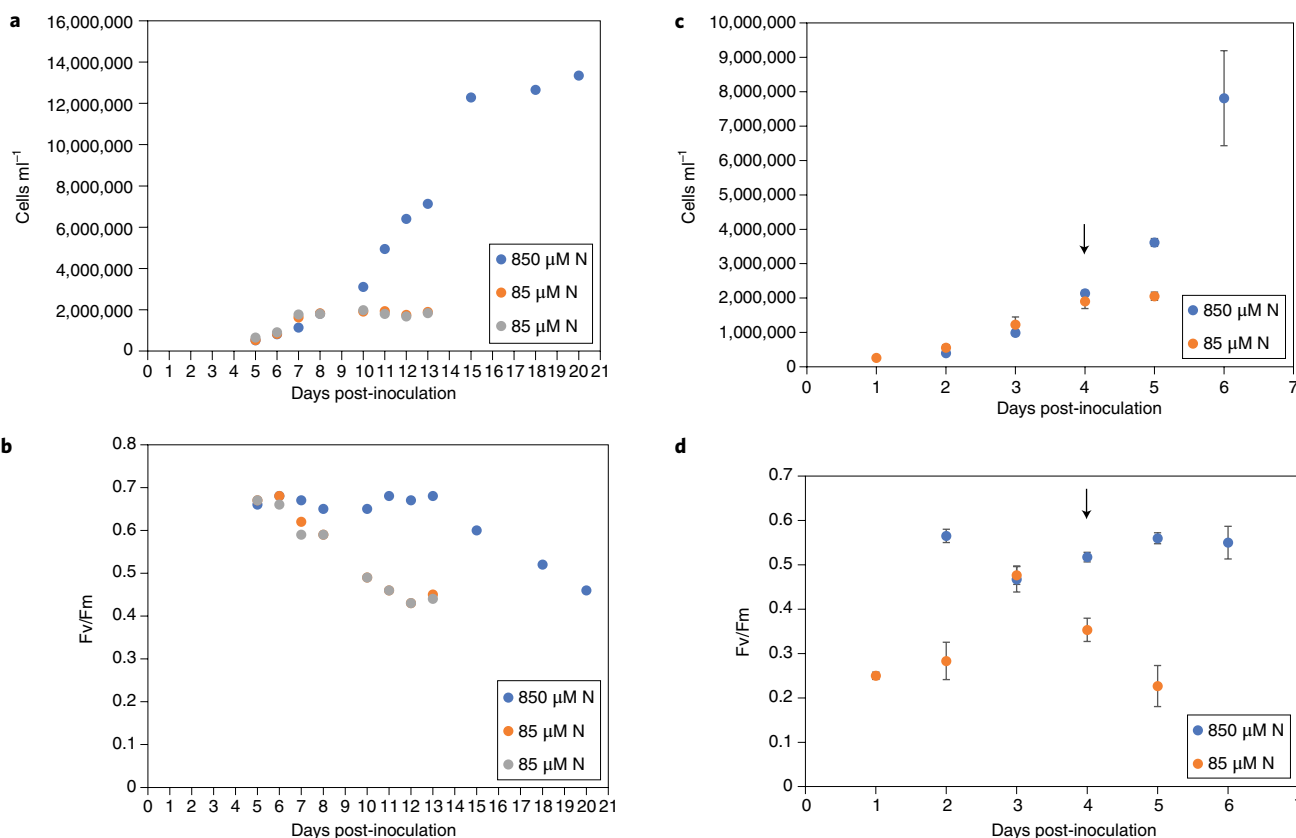 a
16,000,000
14,000,000
12,000,000
10,000,000
8,000,000
6,000,000
4,000,000
2,000,000
0
Cells ml⁻¹
850 µM N
85 µM N
85 µM N
0 1 2 3 4 5 6 7 8 9 10 11 12 13 14 15 16 17 18 19 20 21
Days post-inoculation
b
0.8
0.7
0.6
0.5
0.4
0.3
0.2
0.1
0
Fv/Fm
850 µM N
85 µM N
85 µM N
0 1 2 3 4 5 6 7 8 9 10 11 12 13 14 15 16 17 18 19 20 21
Days post-inoculation
c
10,000,000
9,000,000
8,000,000
7,000,000
6,000,000
5,000,000
4,000,000
3,000,000
2,000,000
1,000,000
0
Cells ml⁻¹
850 µM N
85 µM N
0 1 2 3 4 5 6 7
Days post-inoculation
d
0.7
0.6
0.5
0.4
0.3
0.2
0.1
0
Fv/Fm
850 µM N
85 µM N
0 1 2 3 4 5 6 7
Days post-inoculation